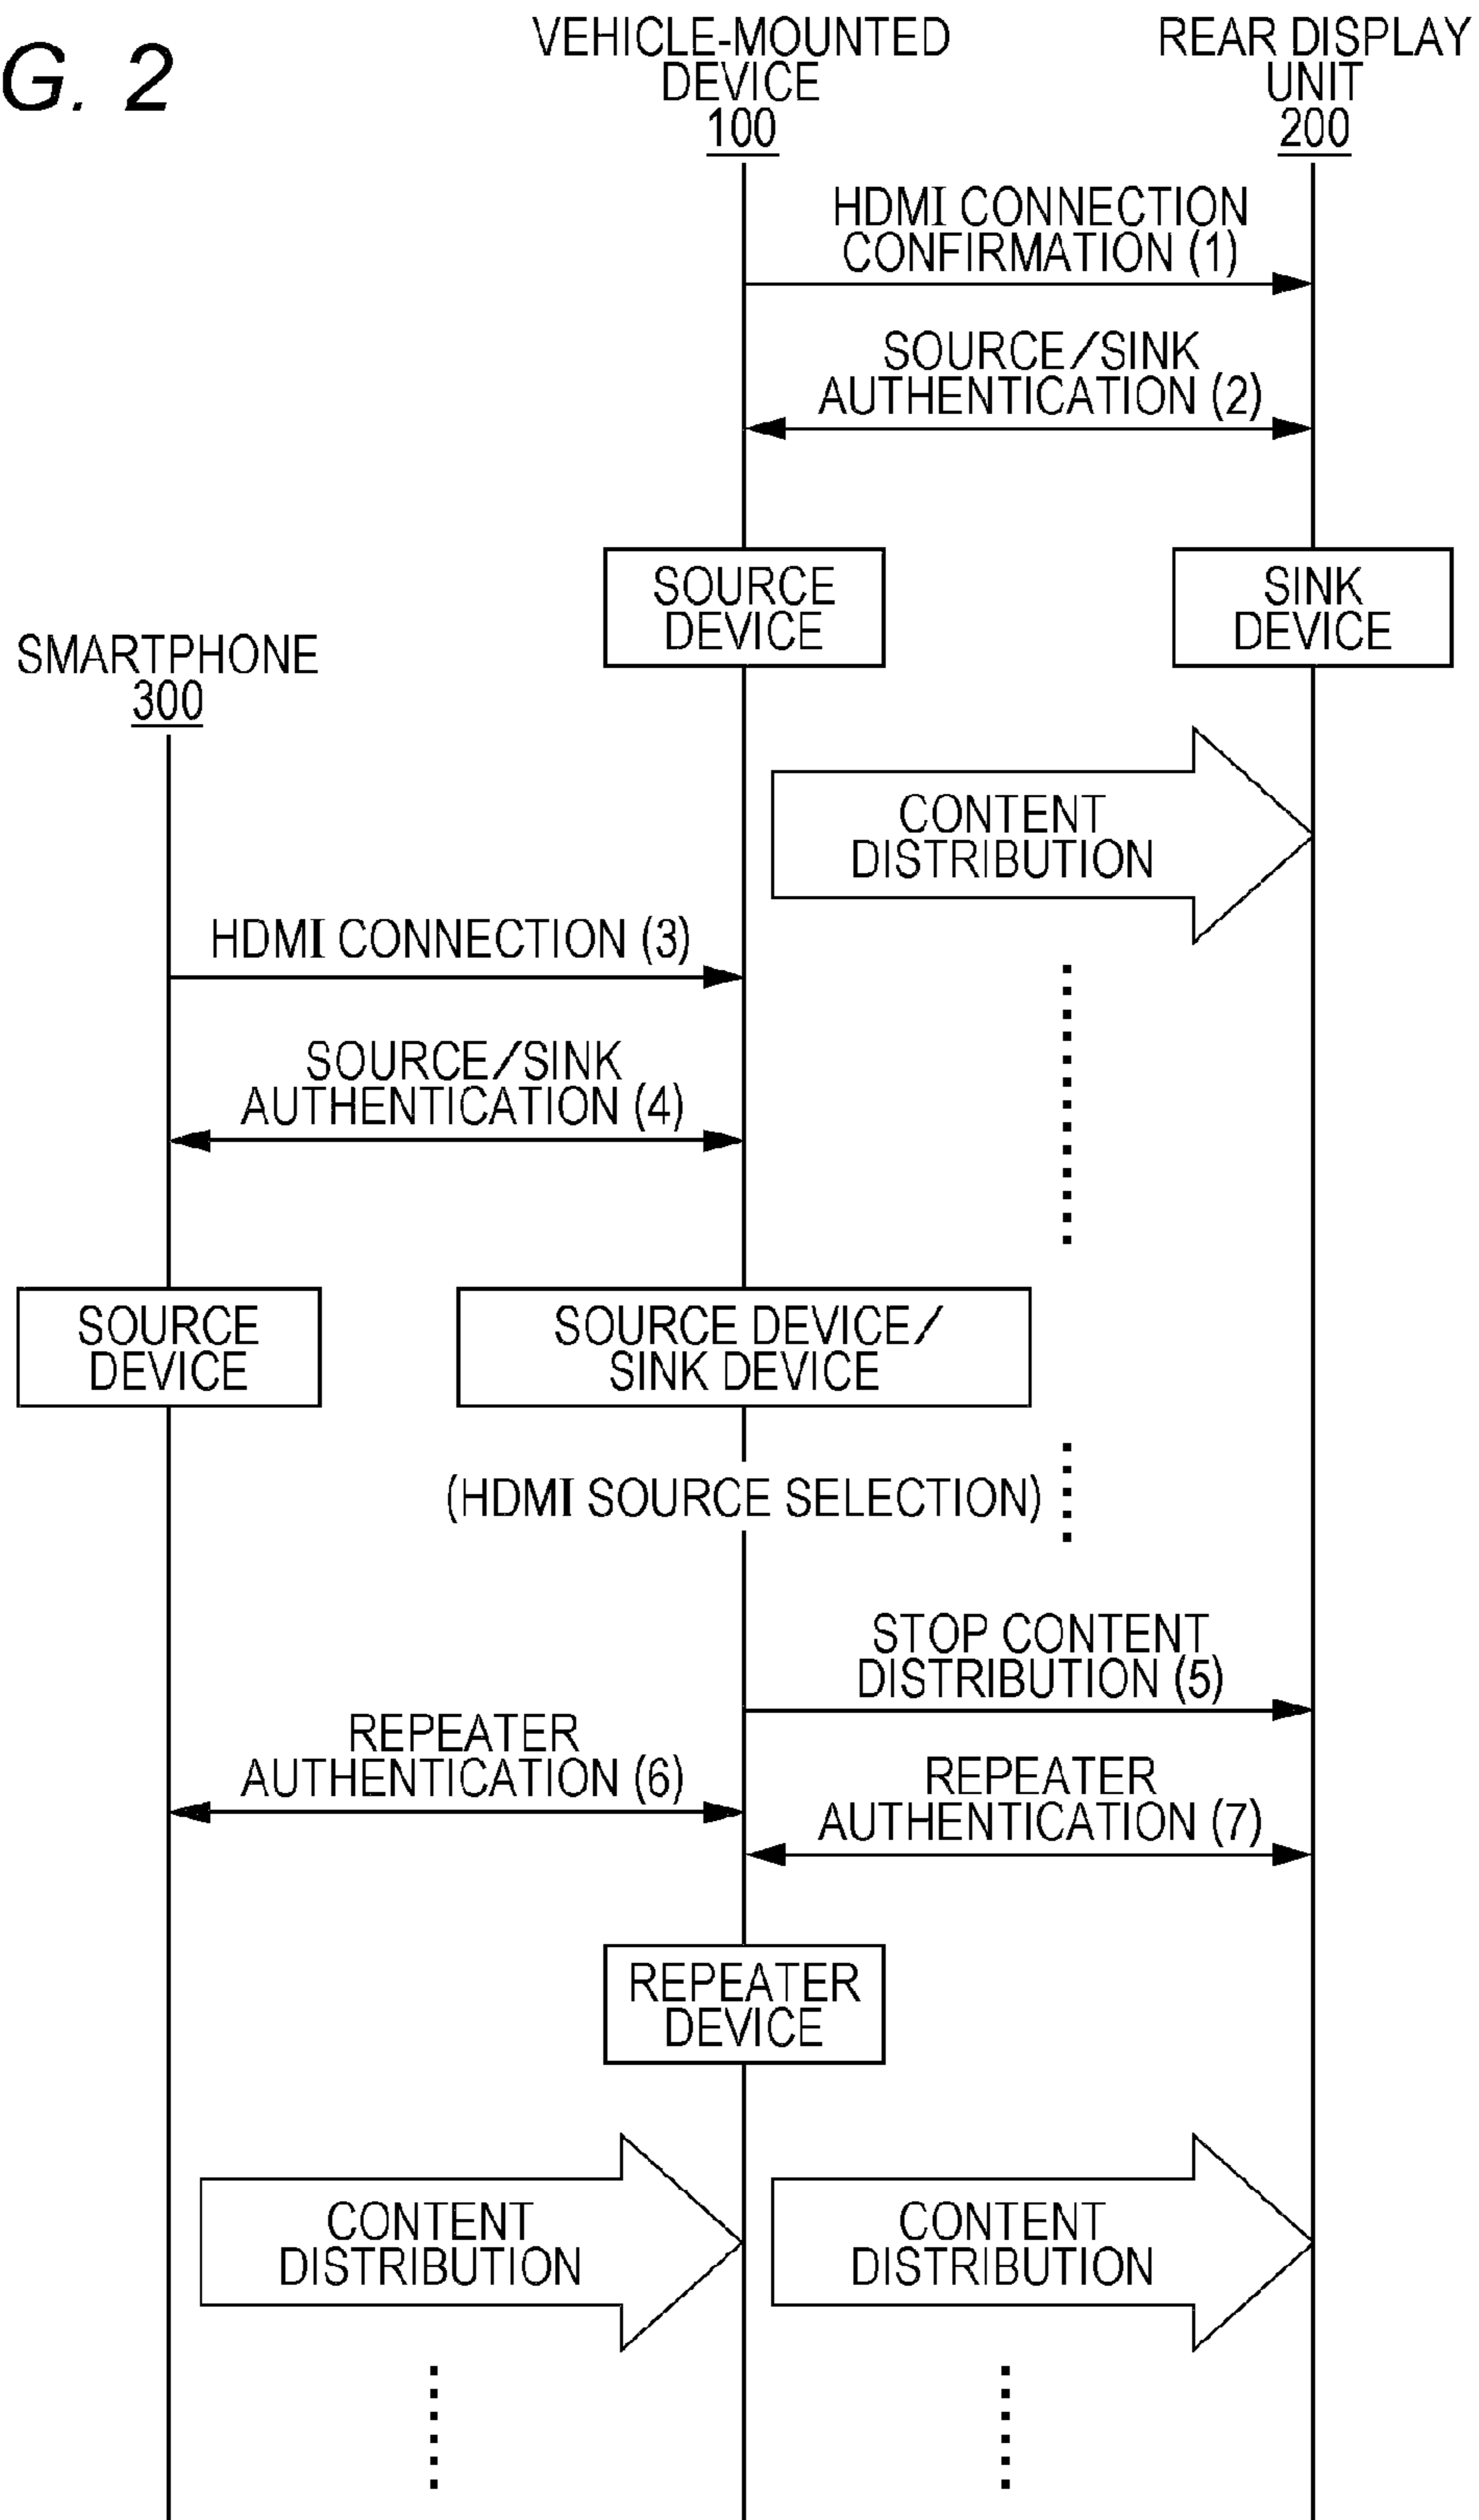 G. 2
VEHICLE-MOUNTED
DEVICE
100
REAR DISPLAY
UNIT
200
HDMI CONNECTION
CONFIRMATION (1)
SOURCE/SINK
AUTHENTICATION (2)
SOURCE
DEVICE
SINK
DEVICE
SMARTPHONE
300
CONTENT
DISTRIBUTION
HDMI CONNECTION (3)
SOURCE/SINK
AUTHENTICATION (4)
SOURCE
DEVICE
SOURCE DEVICE/
SINK DEVICE
(HDMI SOURCE SELECTION)
STOP CONTENT
DISTRIBUTION (5)
REPEATER
AUTHENTICATION (6)
REPEATER
AUTHENTICATION (7)
REPEATER
DEVICE
CONTENT
DISTRIBUTION
CONTENT
DISTRIBUTION